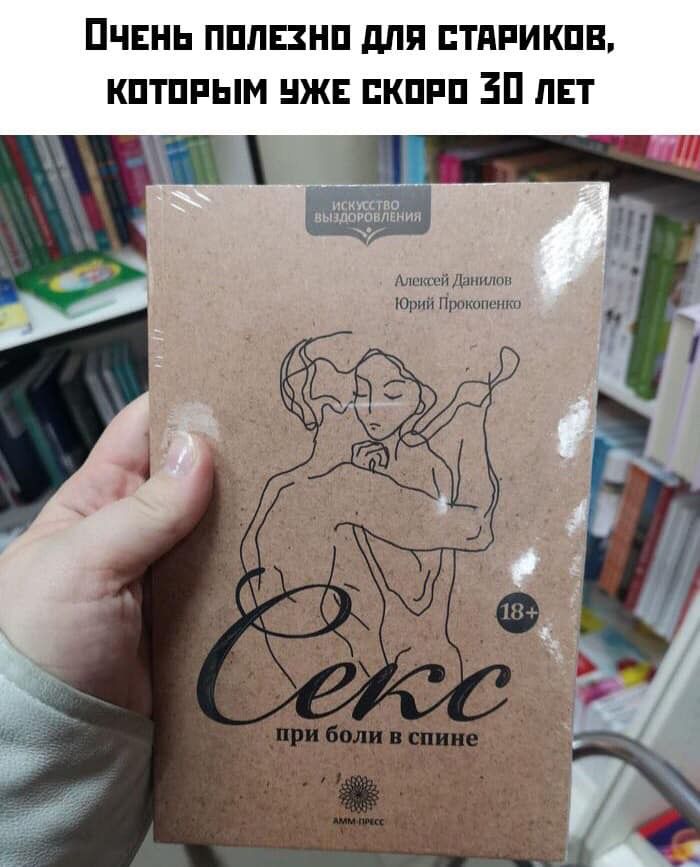 Очень полезно для стариков,
которым уже скоро 30 лет
ИСКУССТВО
ВЫЗДОРОВЛЕНИЯ
Алексей Данилов
Юрий Прокопенко
18+
Секс
при боли в спине
АММ-ПРЕСС